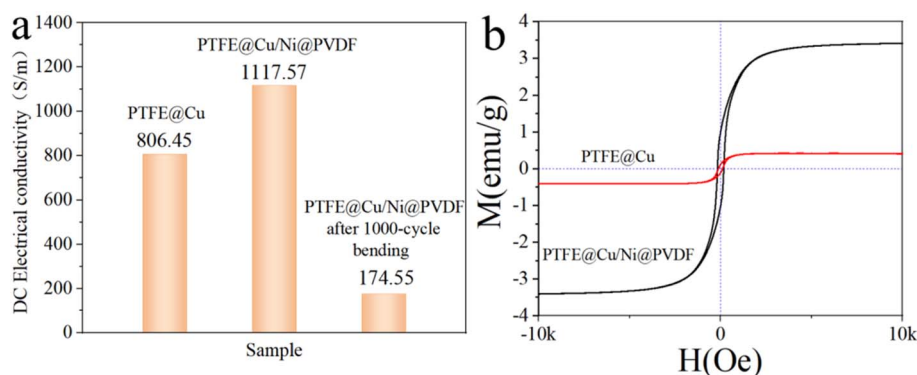 a
DC Electrical conductivity（S/m）
1400
1200
1000
800
600
400
200
0
PTFE@Cu
806.45
PTFE@Cu/Ni@PVDF
1117.57
PTFE@Cu/Ni@PVDF
after 1000-cycle
bending
174.55
Sample
b
M(emu/g)
4
3
2
1
0
-1
-2
-3
-4
PTFE@Cu
PTFE@Cu/Ni@PVDF
-10k
0
10k
H(Oe)